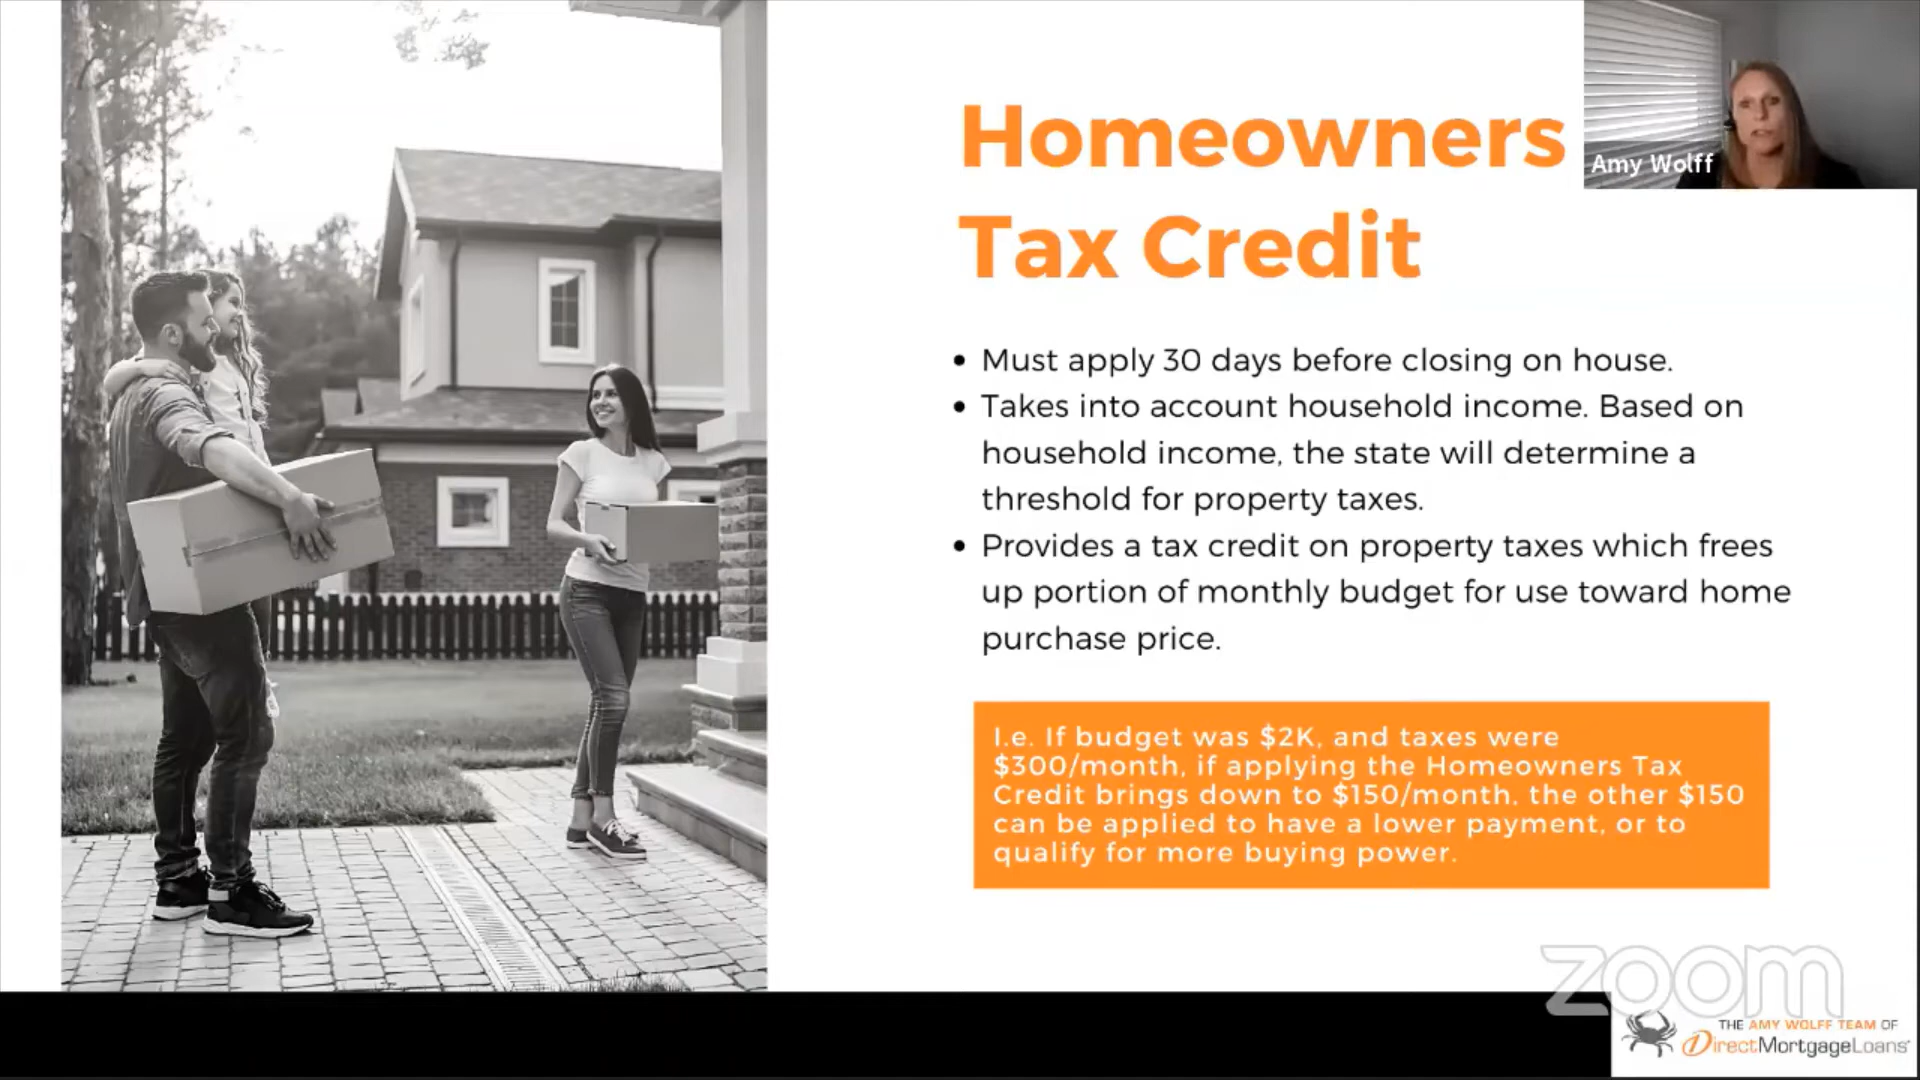 Homeowners
Tax Credit
Amy Wolff
• Must apply 30 days before closing on house.
• Takes into account household income. Based on
household income, the state will determine a
threshold for property taxes.
• Provides a tax credit on property taxes which frees
up portion of monthly budget for use toward home
purchase price.
I.e. If budget was $2K, and taxes were
$300/month, if applying the Homeowners Tax
Credit brings down to $150/month, the other $150
can be applied to have a lower payment, or to
qualify for more buying power.
zoom
THE AMY WOLFF TEAM OF
DirectMortgageLoans